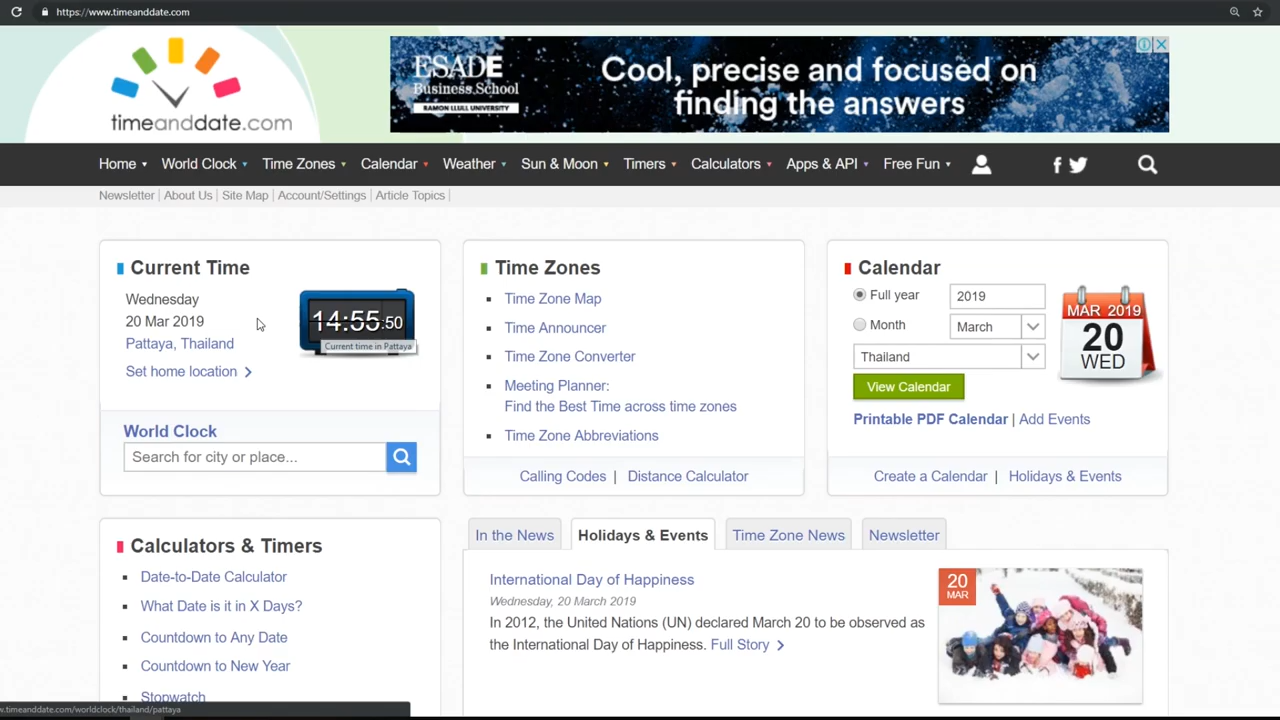 https://www.timeanddate.com
timeanddate.com
ESADE
Business School
RAMON LLULL UNIVERSITY
Cool, precise and focused on
finding the answers
Home World Clock Time Zones Calendar Weather Sun & Moon Timers Calculators Apps & API Free Fun
Newsletter | About Us | Site Map | Account/Settings | Article Topics |
Current Time
Wednesday
20 Mar 2019
Pattaya, Thailand
Set home location
14:55:50
Current time in Pattaya
World Clock
Search for city or place...
Time Zones
Time Zone Map
Time Announcer
Time Zone Converter
Meeting Planner:
Find the Best Time across time zones
Time Zone Abbreviations
Calling Codes | Distance Calculator
Calendar
Full year 2019
Month March
Thailand
View Calendar
MAR 2019
20
WED
Printable PDF Calendar | Add Events
Create a Calendar | Holidays & Events
Calculators & Timers
Date-to-Date Calculator
What Date is it in X Days?
Countdown to Any Date
Countdown to New Year
Stopwatch
In the News Holidays & Events Time Zone News Newsletter
International Day of Happiness
Wednesday, 20 March 2019
In 2012, the United Nations (UN) declared March 20 to be observed as
the International Day of Happiness. Full Story
20
MAR
w.timeanddate.com/worldclock/thailand/pattaya